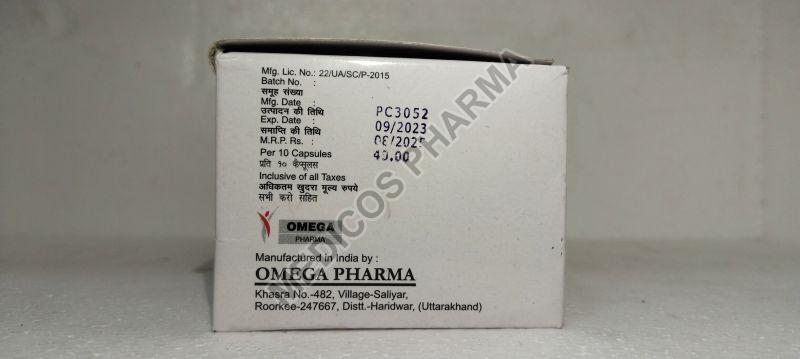 Mfg. Lic. No.: 22/UA/SC/P-2015
Batch No. :
समूह संख्या
Mfg. Date :
उत्पादन की तिथि
Exp. Date :
समाप्ति की तिथि
M.R.P. Rs. :
Per 10 Capsules
प्रति १० कैप्सूलस
Inclusive of all Taxes
अधिकतम खुदरा मूल्य रुपये
सभी करो सहित
PC3052
09/2023
08/2025
40.00
OMEGA
PHARMA
Manufactured in India by :
OMEGA PHARMA
Khasra No.-482, Village-Saliyar,
Roorkee-247667, Distt.-Haridwar, (Uttarakhand)
MEDICOS PHARMA